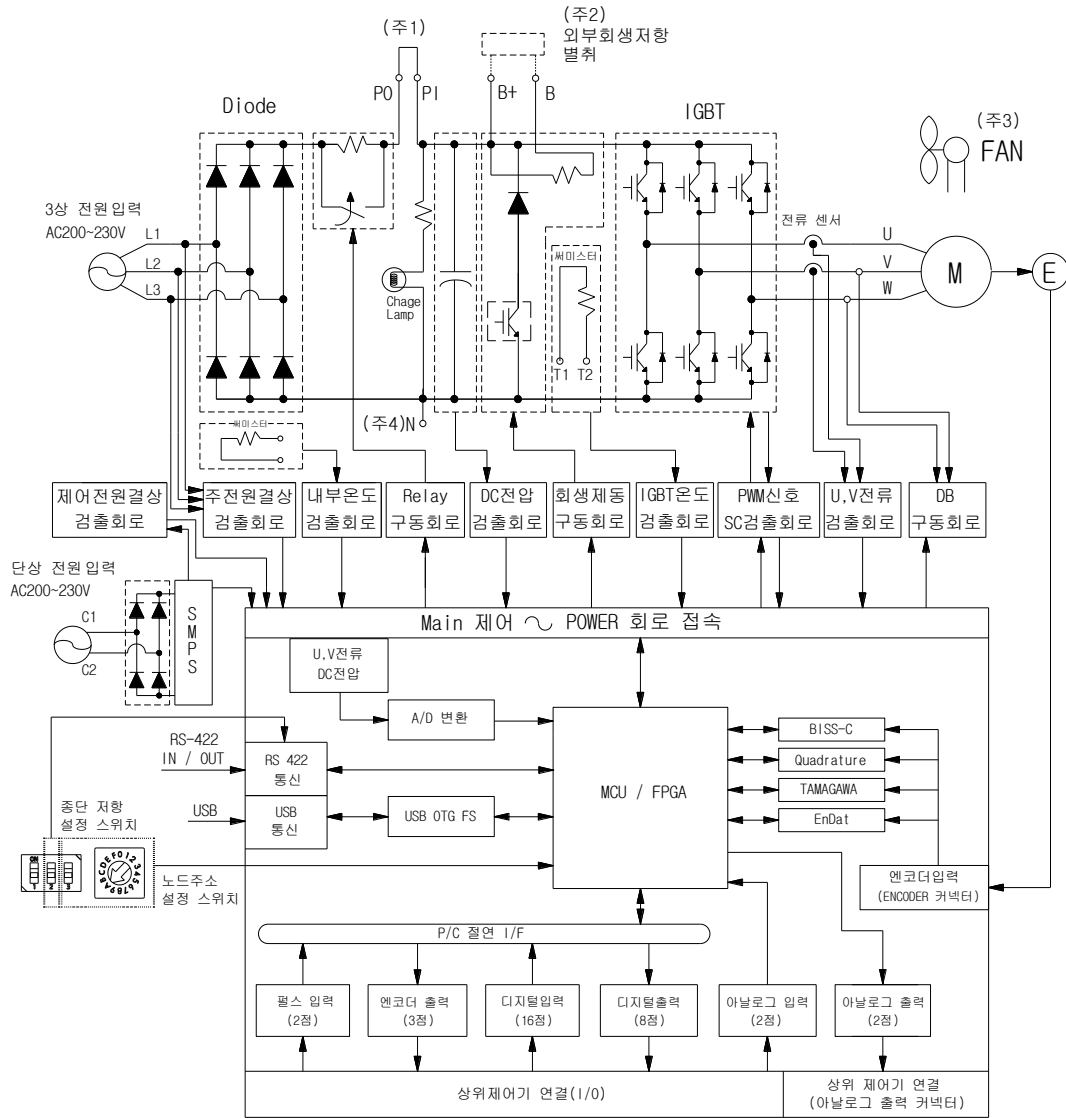 (주1)
(주2)
외부회생저항
별취
PO
PI
B+
B
Diode
IGBT
(주3)
FAN
3상 전원입력
AC200~230V
L1
L2
L3
전류 센서
U
V
W
M
E
Chage
Lamp
써미스터
T1
T2
(주4)N
써미스터
제어전원결상
검출회로
주전원결상
검출회로
내부온도
검출회로
Relay
구동회로
DC전압
검출회로
회생제동
구동회로
IGBT온도
검출회로
PWM신호
SC검출회로
U,V전류
검출회로
DB
구동회로
단상 전원입력
AC200~230V
C1
C2
SMPS
Main 제어 ~ POWER 회로 접속
U,V전류
DC전압
A/D 변환
RS-422
IN / OUT
RS 422
통신
USB
USB
통신
USB OTG FS
MCU / FPGA
BISS-C
Quadrature
TAMAGAWA
EnDat
종단 저항
설정 스위치
ON
1 2 3
0123456789ABCDEF
노드주소
설정 스위치
엔코더입력
(ENCODER 커넥터)
P/C 절연 I/F
펄스 입력
(2점)
엔코더 출력
(3점)
디지털입력
(16점)
디지털출력
(8점)
아날로그 입력
(2점)
아날로그 출력
(2점)
상위제어기 연결(I/O)
상위 제어기 연결
(아날로그 출력 커넥터)